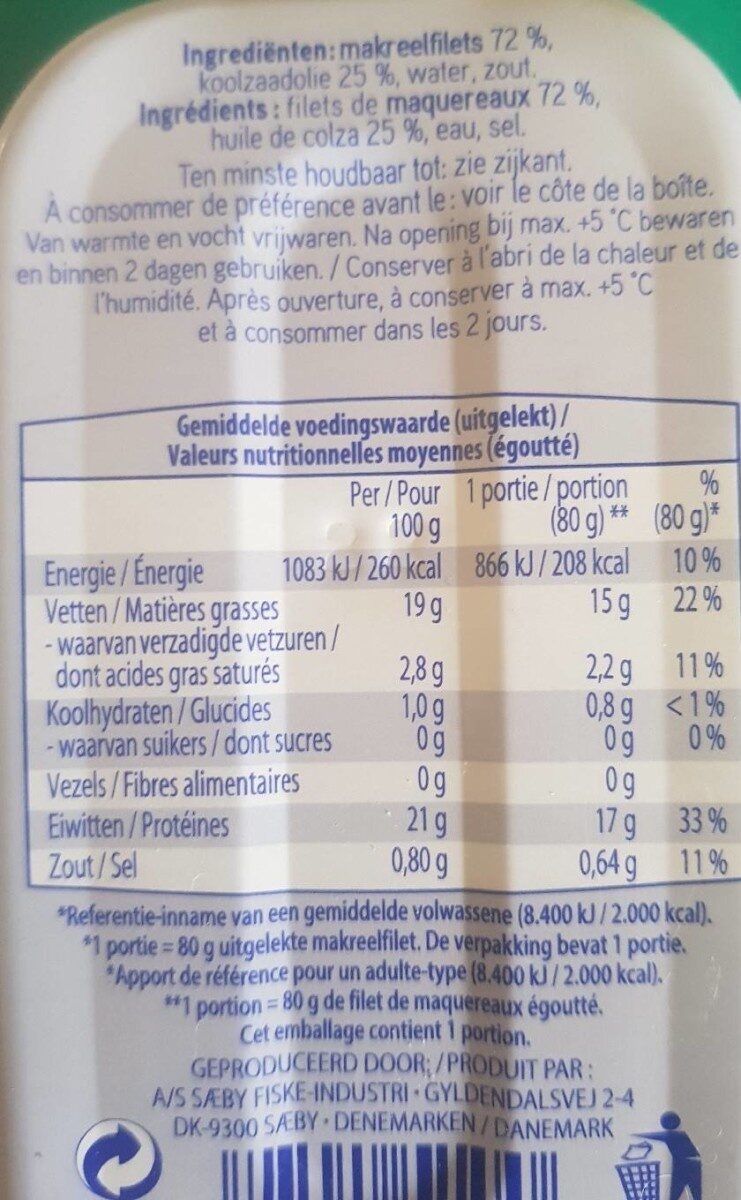 Ingrediënten: makreelfilets 72 %,
koolzaadolie 25 %, water, zout.
Ingrédients : filets de maquereaux 72 %,
huile de colza 25 %, eau, sel.
Ten minste houdbaar tot: zie zijkant.
À consommer de préférence avant le : voir le côte de la boîte.
Van warmte en vocht vrijwaren. Na opening bij max. +5 °C bewaren
en binnen 2 dagen gebruiken. / Conserver à l'abri de la chaleur et de
l'humidité. Après ouverture, à conserver à max. +5 °C
et à consommer dans les 2 jours.
Gemiddelde voedingswaarde (uitgelekt) /
Valeurs nutritionnelles moyennes (égoutté)
Per / Pour 1 portie / portion %
100 g (80 g) ** (80 g)*
Energie / Énergie 1083 kJ / 260 kcal 866 kJ / 208 kcal 10 %
Vetten / Matières grasses 19 g 15 g 22 %
- waarvan verzadigde vetzuren /
dont acides gras saturés 2,8 g 2,2 g 11 %
Koolhydraten / Glucides 1,0 g 0,8 g < 1 %
- waarvan suikers / dont sucres 0 g 0 g 0 %
Vezels / Fibres alimentaires 0 g 0 g
Eiwitten / Protéines 21 g 17 g 33 %
Zout / Sel 0,80 g 0,64 g 11 %
*Referentie-inname van een gemiddelde volwassene (8.400 kJ / 2.000 kcal).
*1 portie = 80 g uitgelekte makreelfilet. De verpakking bevat 1 portie.
*Apport de référence pour un adulte-type (8.400 kJ / 2.000 kcal).
**1 portion = 80 g de filet de maquereaux égoutté.
Cet emballage contient 1 portion.
GEPRODUCEERD DOOR: / PRODUIT PAR :
A/S SÆBY FISKE-INDUSTRI · GYLDENDALSVEJ 2-4
DK-9300 SÆBY · DENEMARKEN / DANEMARK